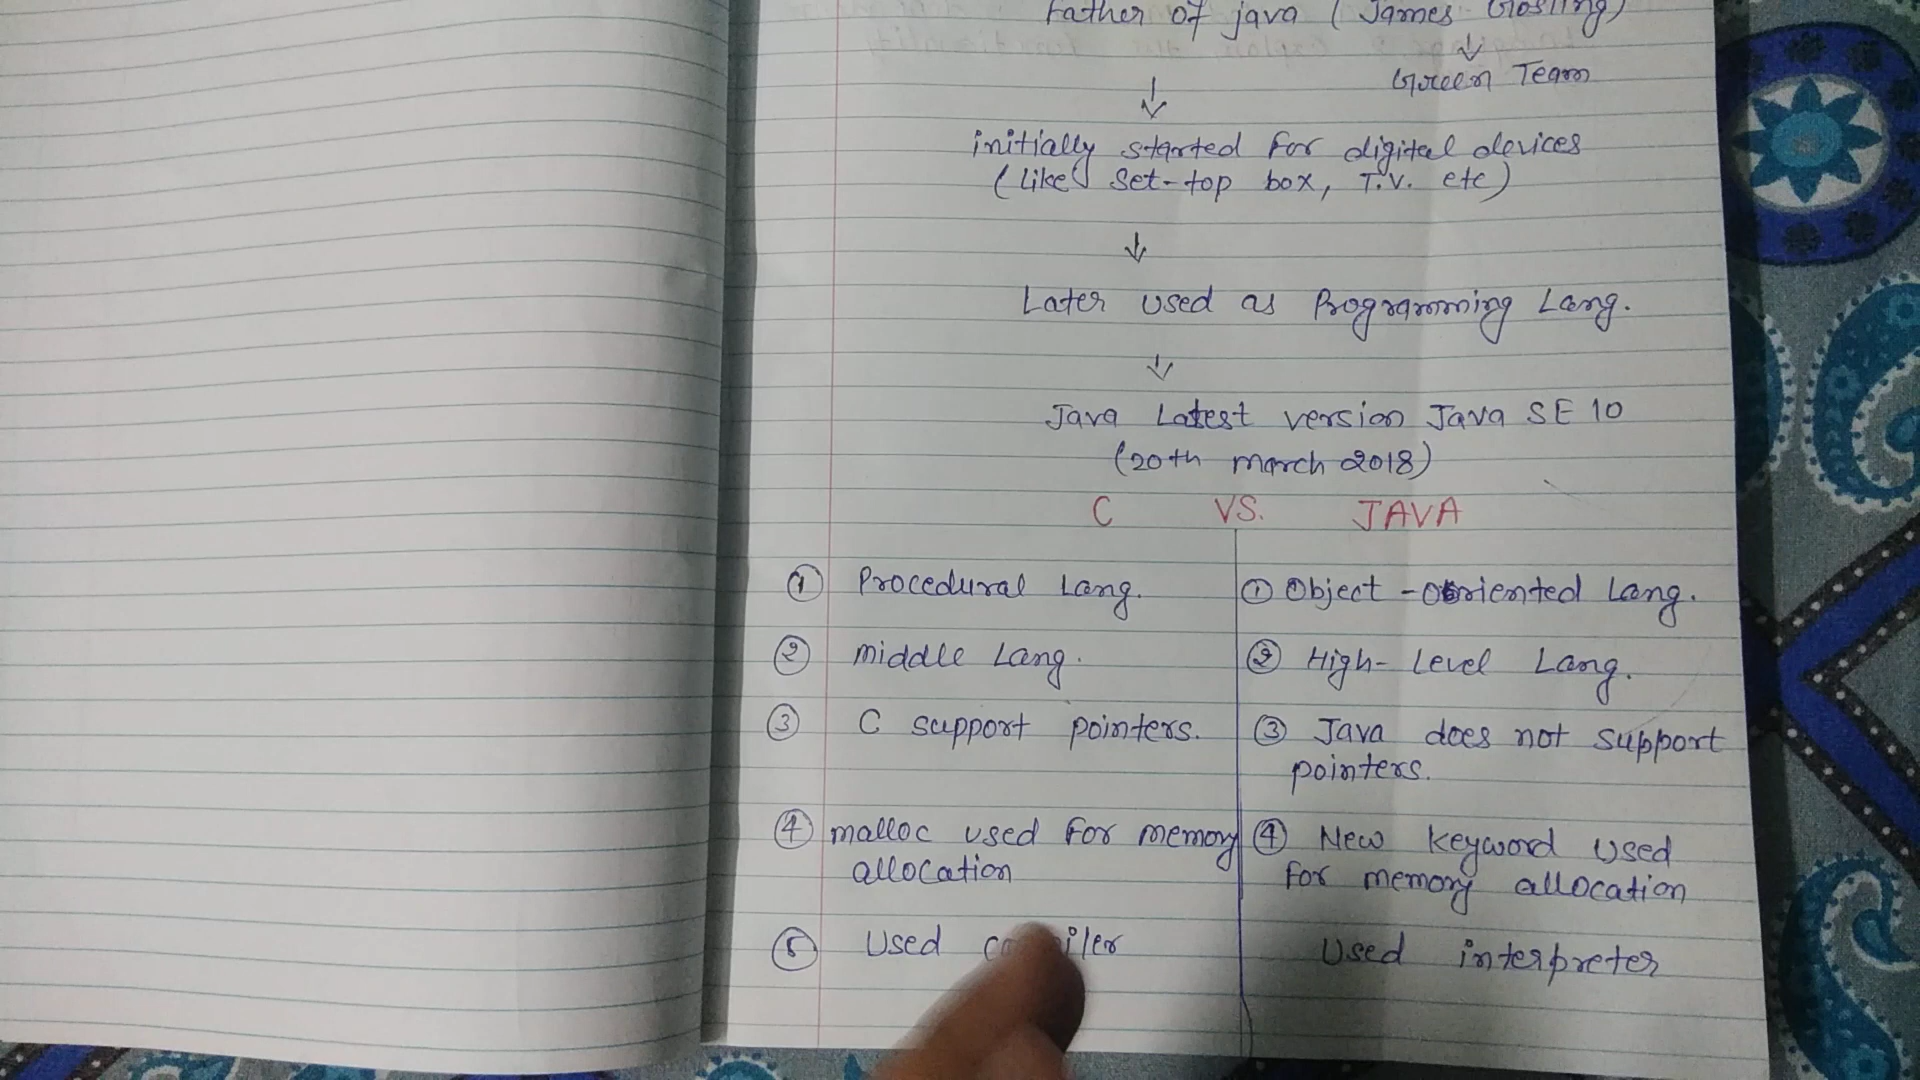 Father of java (James Gosling)
↓
Green Team
↓
initially started for digital devices
(like set-top box, T.V. etc)
↓
Later used as Programming Lang.
↓
Java Latest version Java SE 10
(20th march 2018)
C VS. JAVA
① Procedural Lang. ① Object-oriented Lang.
② middle Lang. ② High-Level Lang.
③ C support pointers. ③ Java does not support
pointers.
④ malloc used for memory ④ New keyword used
allocation for memory allocation
⑤ Used compiler Used interpreter